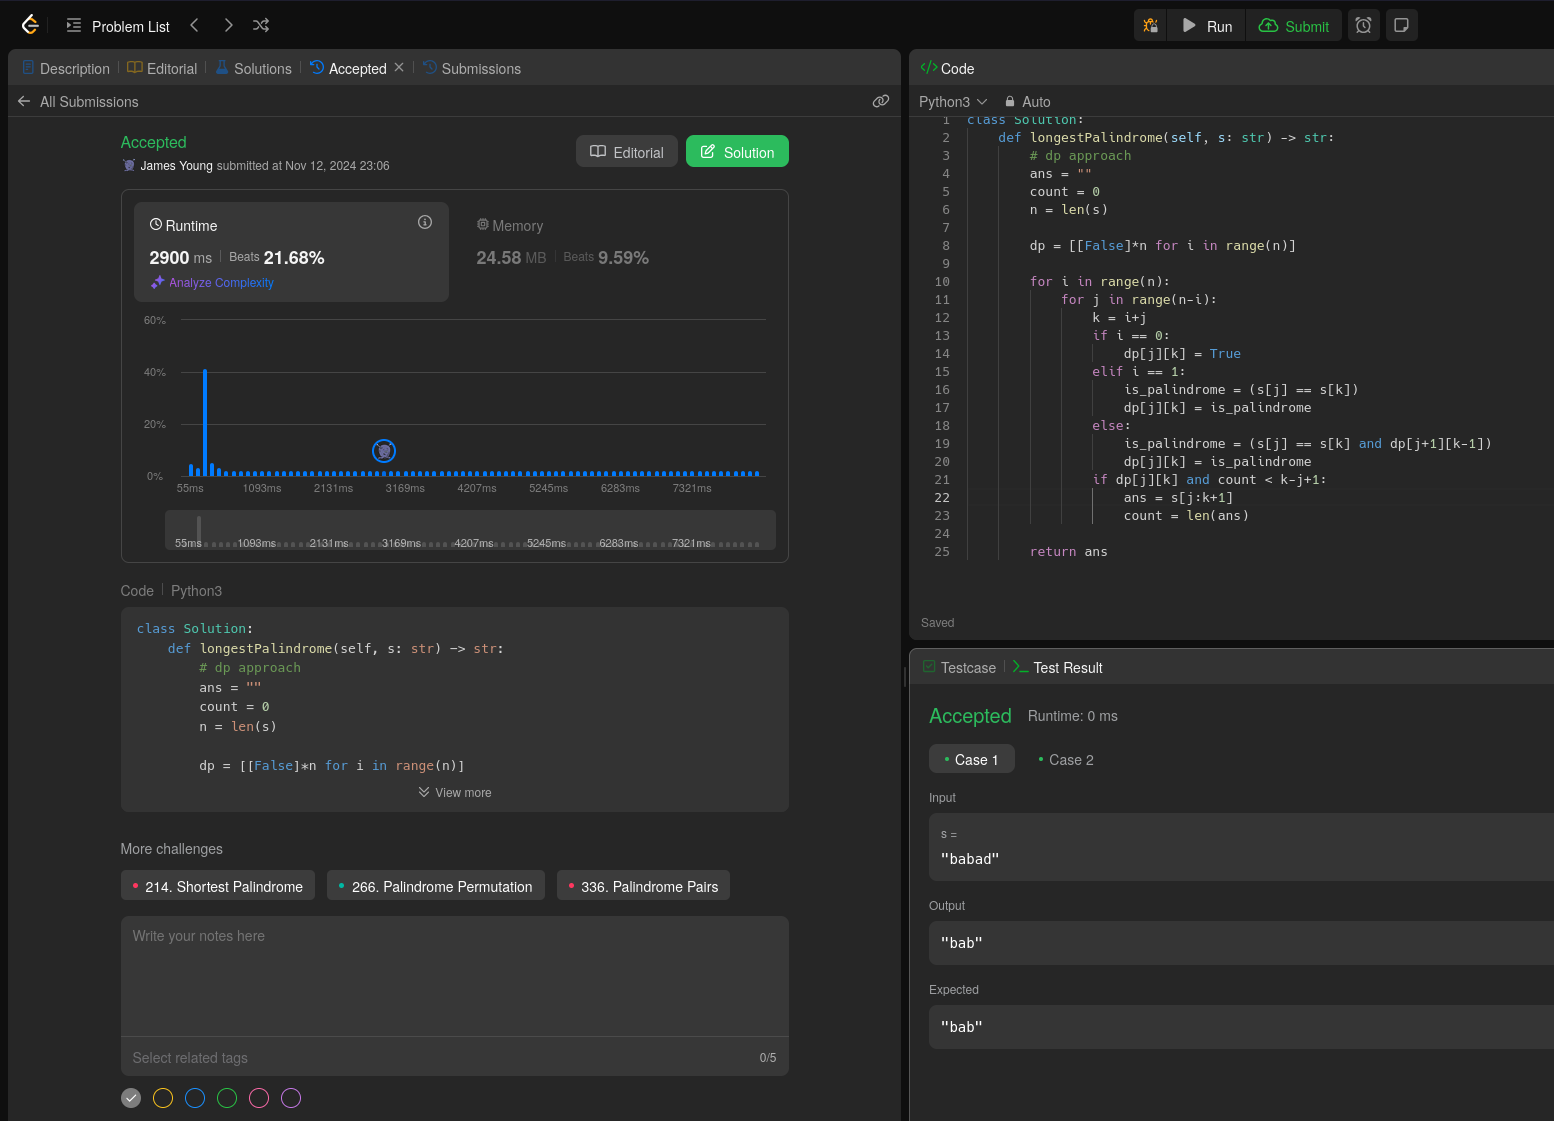 Problem List
Run
Submit
Description
Editorial
Solutions
Accepted
Submissions
All Submissions
Accepted
James Young submitted at Nov 12, 2024 23:06
Editorial
Solution
Runtime
2900 ms
Beats 21.68%
Analyze Complexity
Memory
24.58 MB
Beats 9.59%
60%
40%
20%
0%
55ms 1093ms 2131ms 3169ms 4207ms 5245ms 6283ms 7321ms
55ms 1093ms 2131ms 3169ms 4207ms 5245ms 6283ms 7321ms
Code
Python3
class Solution:
    def longestPalindrome(self, s: str) -> str:
        # dp approach
        ans = ""
        count = 0
        n = len(s)
        dp = [[False]*n for i in range(n)]
View more
More challenges
214. Shortest Palindrome
266. Palindrome Permutation
336. Palindrome Pairs
Write your notes here
Select related tags
0/5
</> Code
Python3
Auto
1 class Solution:
2     def longestPalindrome(self, s: str) -> str:
3         # dp approach
4         ans = ""
5         count = 0
6         n = len(s)
7
8         dp = [[False]*n for i in range(n)]
9
10         for i in range(n):
11             for j in range(n-i):
12                 k = i+j
13                 if i == 0:
14                     dp[j][k] = True
15                 elif i == 1:
16                     is_palindrome = (s[j] == s[k])
17                     dp[j][k] = is_palindrome
18                 else:
19                     is_palindrome = (s[j] == s[k] and dp[j+1][k-1])
20                     dp[j][k] = is_palindrome
21                 if dp[j][k] and count < k-j+1:
22                     ans = s[j:k+1]
23                     count = len(ans)
24
25         return ans
Saved
Testcase
Test Result
Accepted
Runtime: 0 ms
Case 1
Case 2
Input
s =
"babad"
Output
"bab"
Expected
"bab"